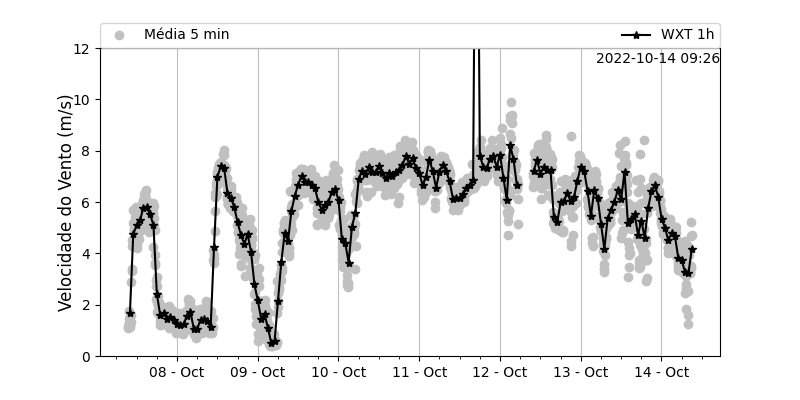 Média 5 min
WXT 1h
2022-10-14 09:26
Velocidade do Vento (m/s)
12
10
8
6
4
2
0
08 - Oct
09 - Oct
10 - Oct
11 - Oct
12 - Oct
13 - Oct
14 - Oct